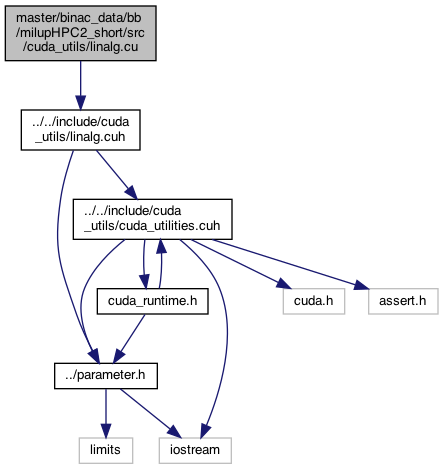 master/binac_data/bb
/milupHPC2_short/src
/cuda_utils/linalg.cu
../../include/cuda
_utils/linalg.cuh
../../include/cuda
_utils/cuda_utilities.cuh
cuda_runtime.h
cuda.h
assert.h
../parameter.h
limits
iostream